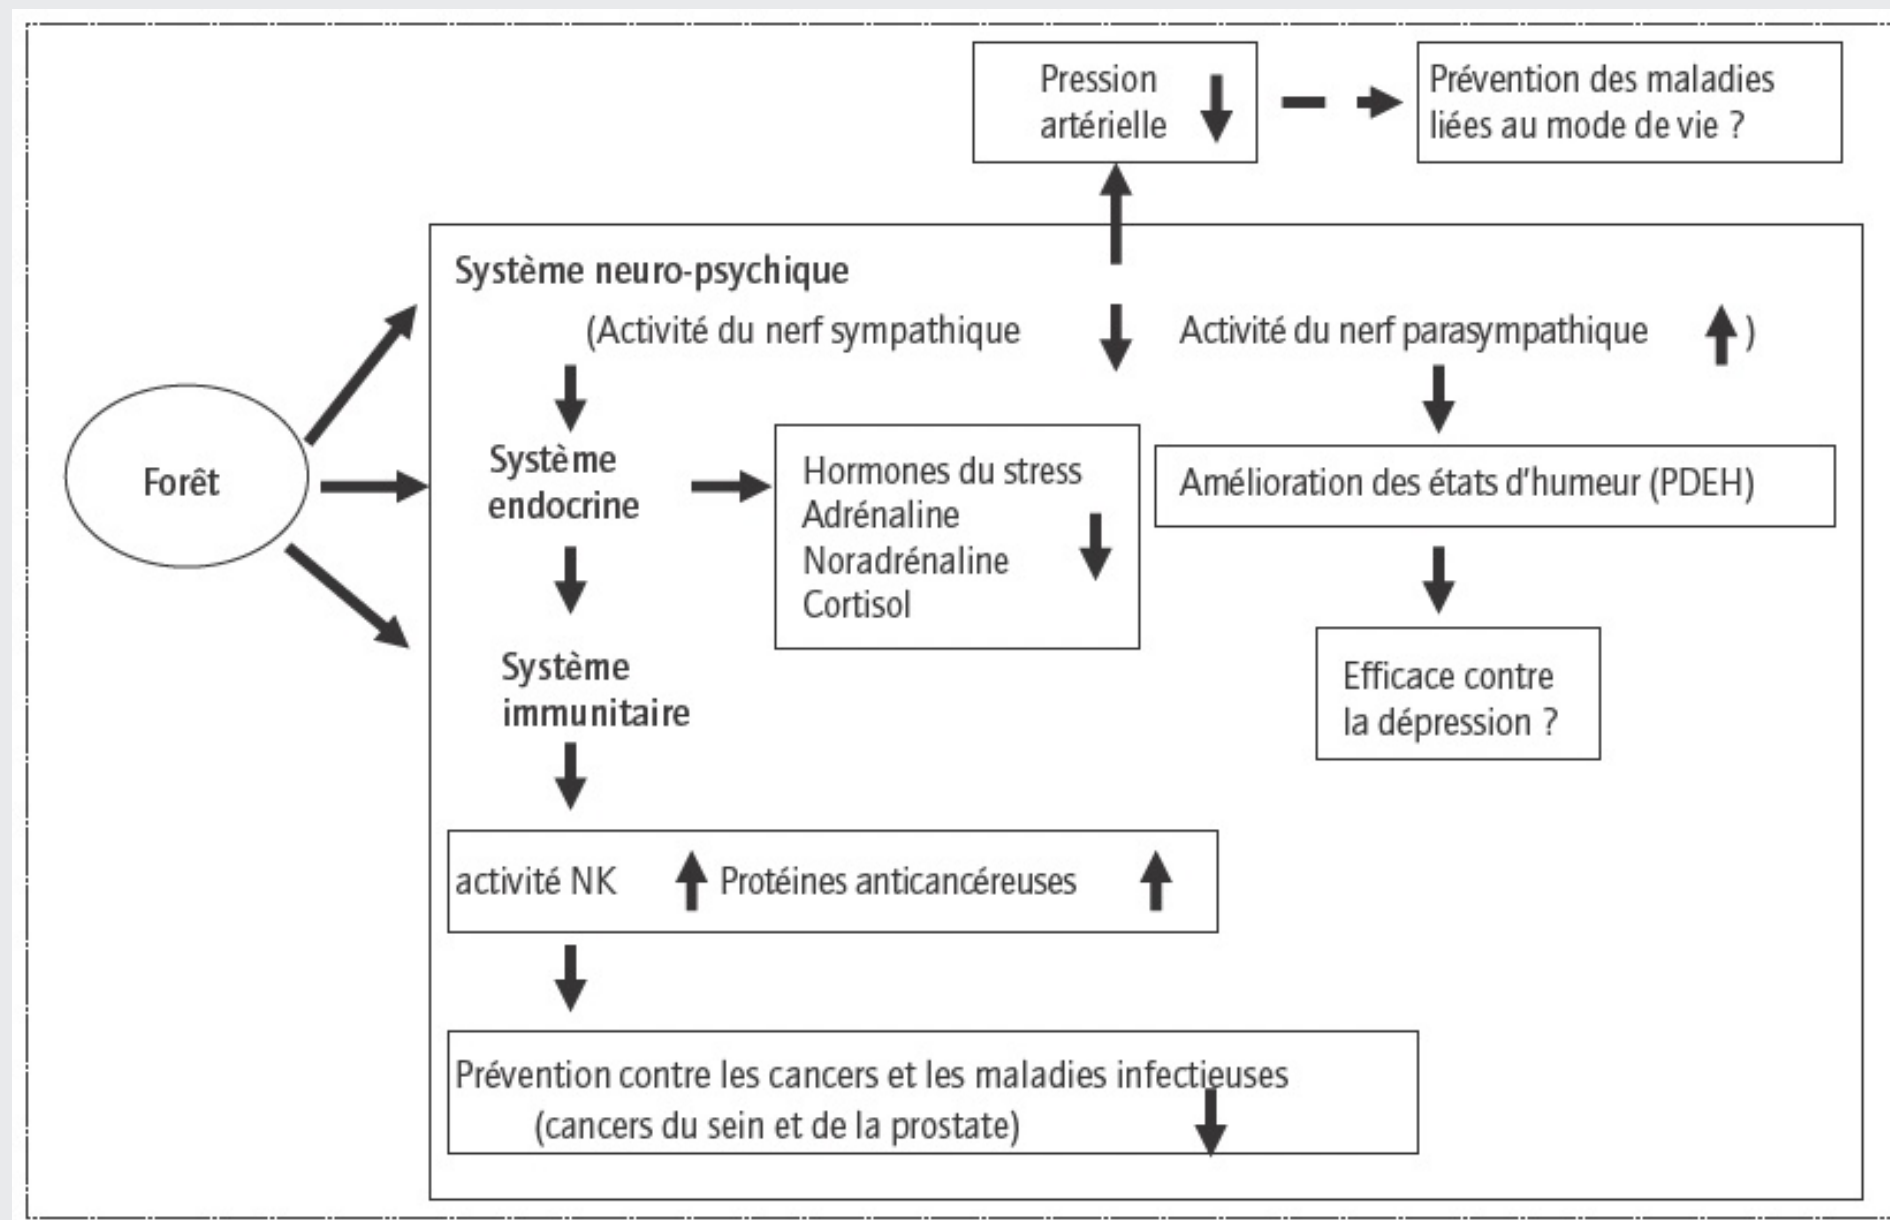 Pression
artérielle
Prévention des maladies
liées au mode de vie ?
Système neuro-psychique
(Activité du nerf sympathique
Activité du nerf parasympathique )
Forêt
Système
endocrine
Hormones du stress
Adrénaline
Noradrénaline
Cortisol
Amélioration des états d'humeur (PDEH)
Système
immunitaire
Efficace contre
la dépression ?
activité NK
Protéines anticancéreuses
Prévention contre les cancers et les maladies infectieuses
(cancers du sein et de la prostate)